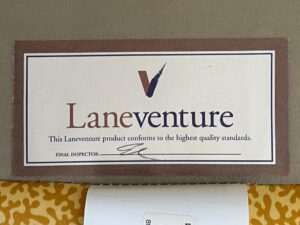 Laneventure
This Laneventure product conforms to the highest quality standards.
FINAL INSPECTOR